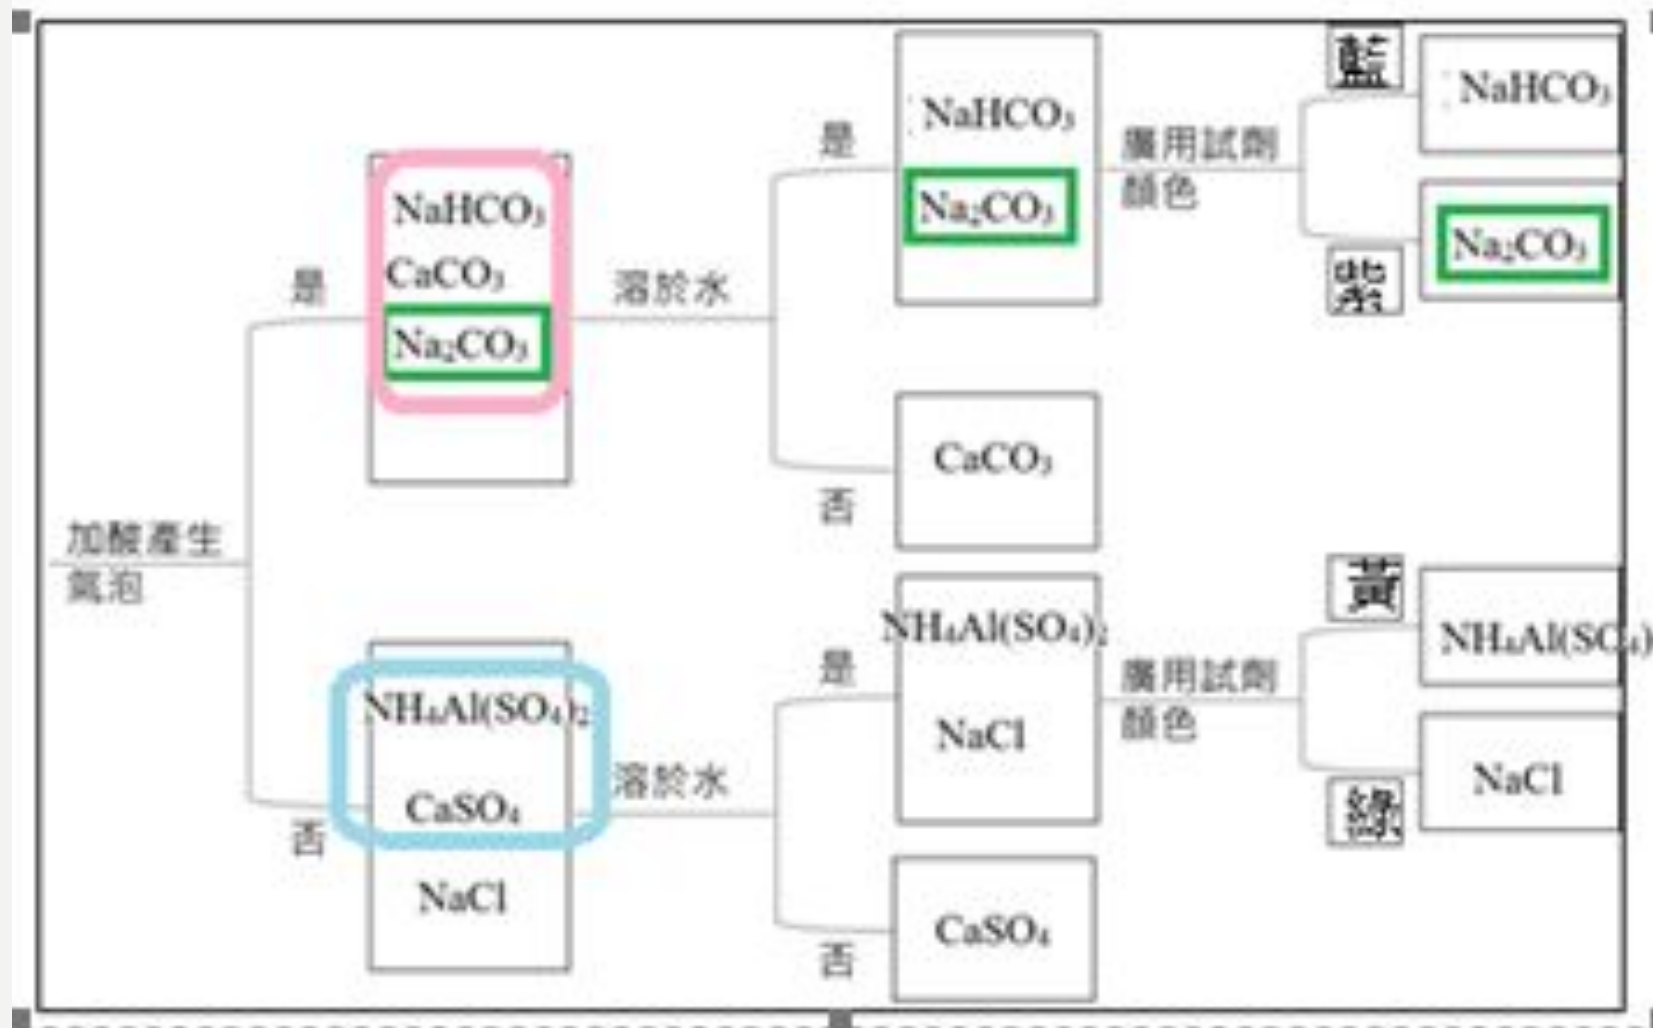 加酸產生
氣泡
是
NaHCO₃
CaCO₃
Na₂CO₃
否
NH₄Al(SO₄)₂
CaSO₄
NaCl
溶於水
是
NaHCO₃
Na₂CO₃
否
CaCO₃
溶於水
是
NH₄Al(SO₄)₂
NaCl
否
CaSO₄
廣用試劑
顏色
藍
NaHCO₃
紫
Na₂CO₃
廣用試劑
顏色
黃
NH₄Al(SO₄)
綠
NaCl